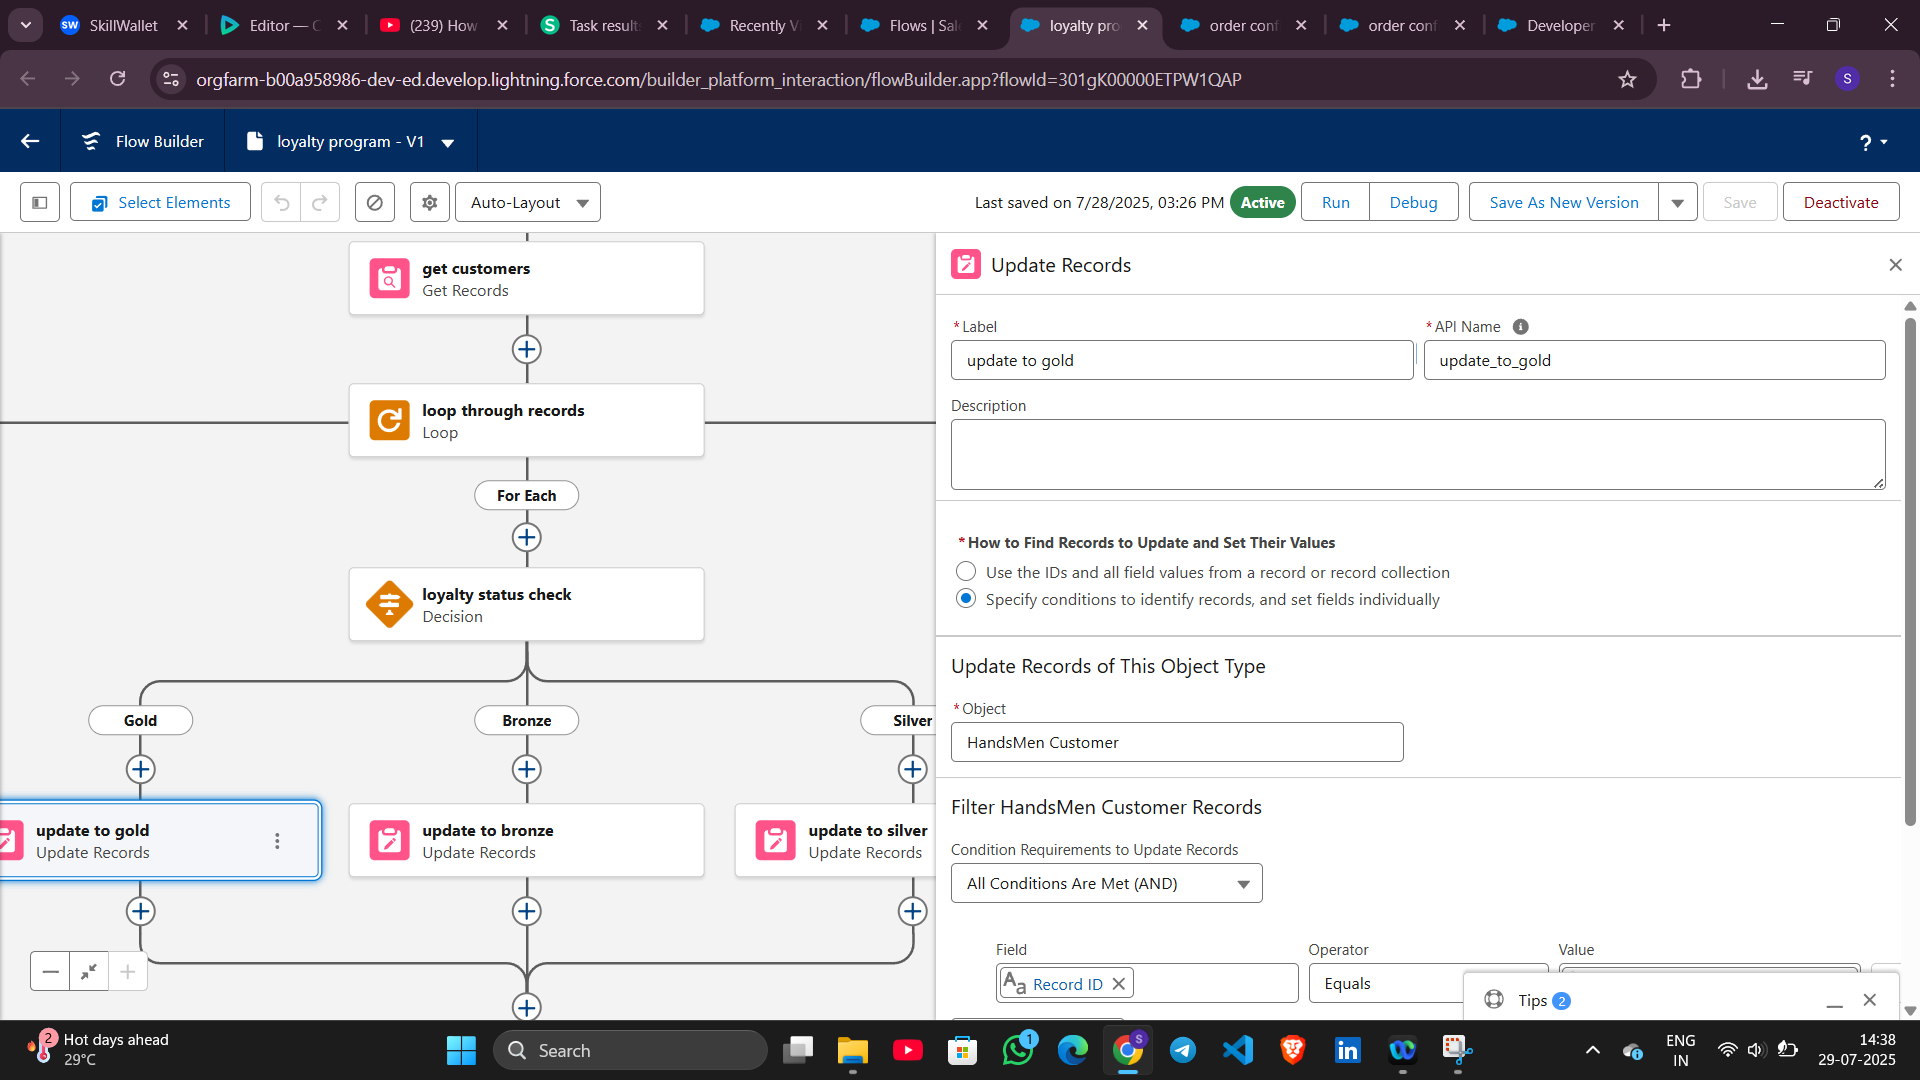 SkillWallet
Editor — C
(239) How
Task result
Recently V
Flows | Sal
loyalty pro
order conf
order conf
Developer
orgfarm-b00a958986-dev-ed.develop.lightning.force.com/builder_platform_interaction/flowBuilder.app?flowId=301gK00000ETPW1QAP
S
Flow Builder
loyalty program - V1
?
Select Elements
Auto-Layout
Last saved on 7/28/2025, 03:26 PM
Active
Run
Debug
Save As New Version
Save
Deactivate
get customers
Get Records
loop through records
Loop
For Each
loyalty status check
Decision
Gold
Bronze
Silver
update to gold
Update Records
update to bronze
Update Records
update to silver
Update Records
Update Records
*Label
update to gold
*API Name
update_to_gold
Description
*How to Find Records to Update and Set Their Values
Use the IDs and all field values from a record or record collection
Specify conditions to identify records, and set fields individually
Update Records of This Object Type
*Object
HandsMen Customer
Filter HandsMen Customer Records
Condition Requirements to Update Records
All Conditions Are Met (AND)
Field
Operator
Value
Aa Record ID
Equals
Tips 2
2
Hot days ahead
29°C
Search
1
S
ENG
IN
14:38
29-07-2025